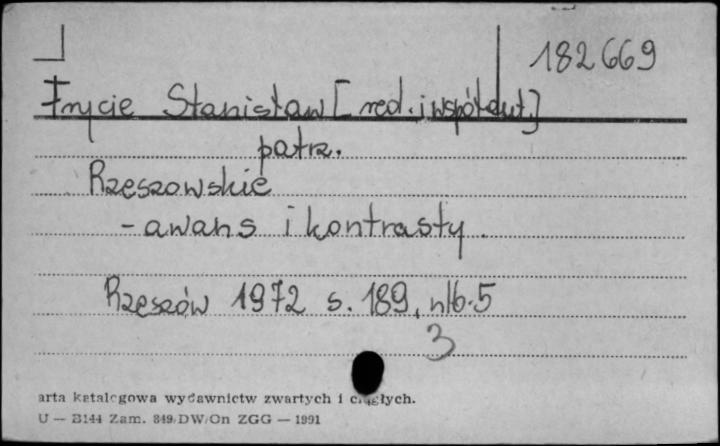 182669
Frycie Stanisław [red. i współaut.]
patrz.
Rzeszowskie
- awans i kontrasty.
Rzeszów 1972 s. 189, nlb. 5
3
arta katalogowa wydawnictw zwartych i ciągłych.
U — B144 Zam. 849/DW/On ZGG — 1991